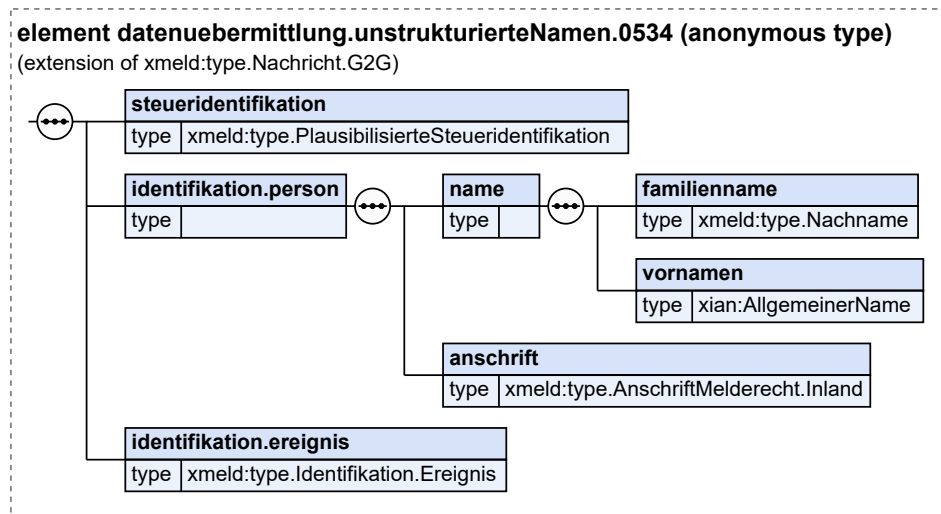 element datenuebermittlung.unstrukturierteNamen.0534 (anonymous type)
(extension of xmeld:type.Nachricht.G2G)
steueridentifikation
type xmeld:type.PlausibilisierteSteueridentifikation
identifikation.person
type
name
type
familienname
type xmeld:type.Nachname
vornamen
type xian:AllgemeinerName
anschrift
type xmeld:type.AnschriftMelderecht.Inland
identifikation.ereignis
type xmeld:type.Identifikation.Ereignis